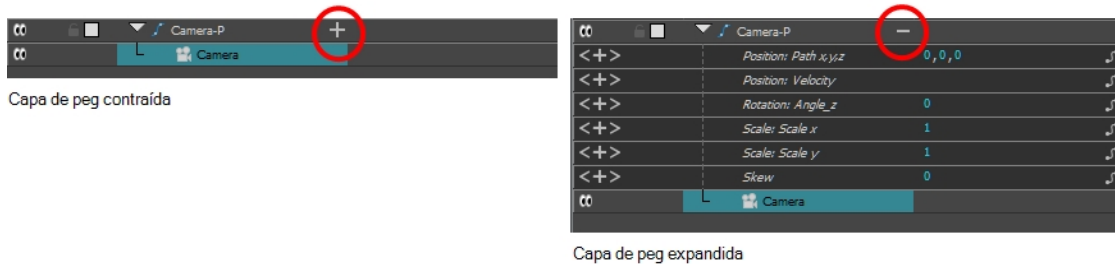 Camera-P
Camera
Capa de peg contraída
Camera-P
Position: Path x,y,z 0,0,0
Position: Velocity
Rotation: Angle_z 0
Scale: Scale x 1
Scale: Scale y 1
Skew 0
Camera
Capa de peg expandida